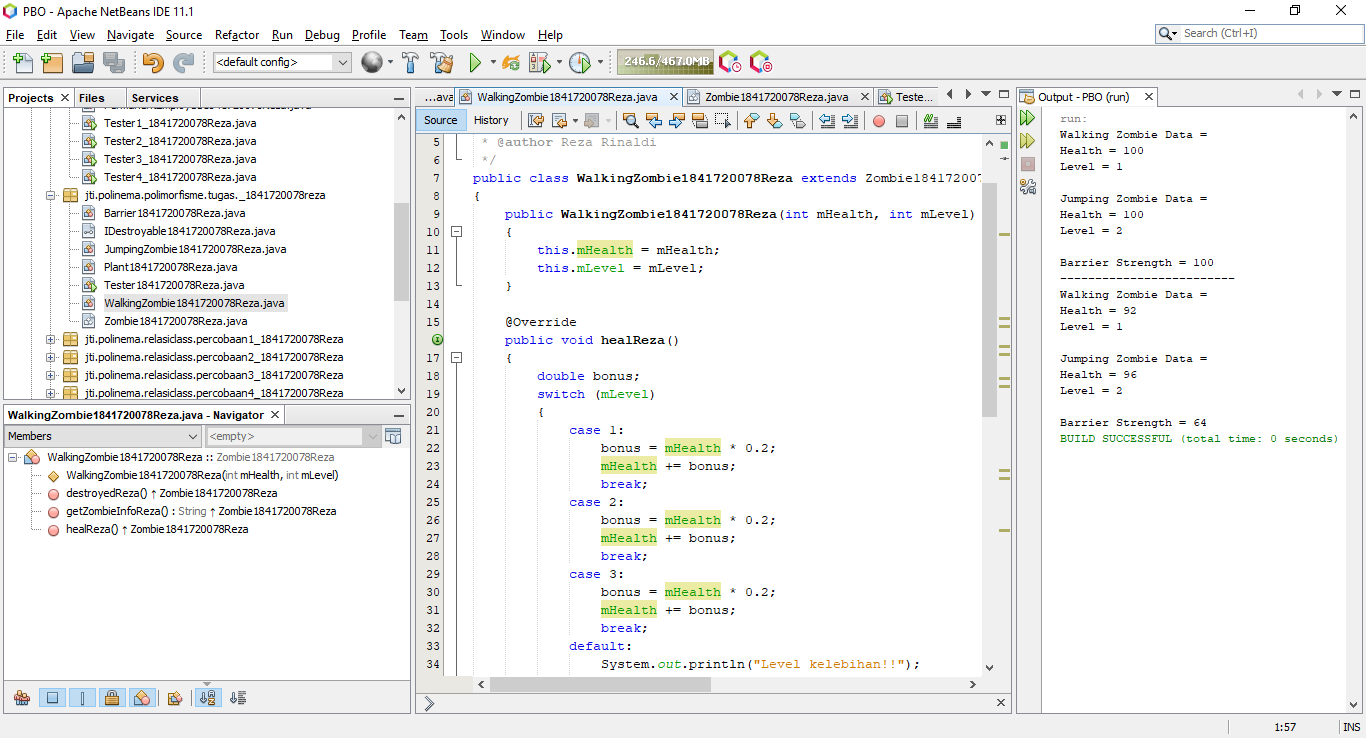 PBO - Apache NetBeans IDE 11.1
File Edit View Navigate Source Refactor Run Debug Profile Team Tools Window Help
Search (Ctrl+I)
<default config>
246.6/467.0MB
Projects Files Services
Tester1_1841720078Reza.java
Tester2_1841720078Reza.java
Tester3_1841720078Reza.java
Tester4_1841720078Reza.java
jti.polinema.polimorfisme.tugas._1841720078reza
Barrier1841720078Reza.java
IDestroyable1841720078Reza.java
JumpingZombie1841720078Reza.java
Plant1841720078Reza.java
Tester1841720078Reza.java
WalkingZombie1841720078Reza.java
Zombie1841720078Reza.java
jti.polinema.relasiclass.percobaan1_1841720078Reza
jti.polinema.relasiclass.percobaan2_1841720078Reza
jti.polinema.relasiclass.percobaan3_1841720078Reza
jti.polinema.relasiclass.percobaan4_1841720078Reza
WalkingZombie1841720078Reza.java - Navigator
Members <empty>
WalkingZombie1841720078Reza :: Zombie1841720078Reza
WalkingZombie1841720078Reza(int mHealth, int mLevel)
destroyedReza() ↑ Zombie1841720078Reza
getZombieInfoReza() : String ↑ Zombie1841720078Reza
healReza() ↑ Zombie1841720078Reza
...ava WalkingZombie1841720078Reza.java Zombie1841720078Reza.java Teste...
Source History
5 * @author Reza Rinaldi
6 */
7 public class WalkingZombie1841720078Reza extends Zombie184172007
8 {
9 public WalkingZombie1841720078Reza(int mHealth, int mLevel)
10 {
11 this.mHealth = mHealth;
12 this.mLevel = mLevel;
13 }
14
15 @Override
public void healReza()
17 {
18 double bonus;
19 switch (mLevel)
20 {
21 case 1:
22 bonus = mHealth * 0.2;
23 mHealth += bonus;
24 break;
25 case 2:
26 bonus = mHealth * 0.2;
27 mHealth += bonus;
28 break;
29 case 3:
30 bonus = mHealth * 0.2;
31 mHealth += bonus;
32 break;
33 default:
34 System.out.println("Level kelebihan!!");
Output - PBO (run)
run:
Walking Zombie Data =
Health = 100
Level = 1
Jumping Zombie Data =
Health = 100
Level = 2
Barrier Strength = 100
-------------------------
Walking Zombie Data =
Health = 92
Level = 1
Jumping Zombie Data =
Health = 96
Level = 2
Barrier Strength = 64
BUILD SUCCESSFUL (total time: 0 seconds)
1:57 INS